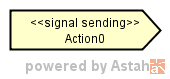 <<signal sending>>
Action0
powered by Astah